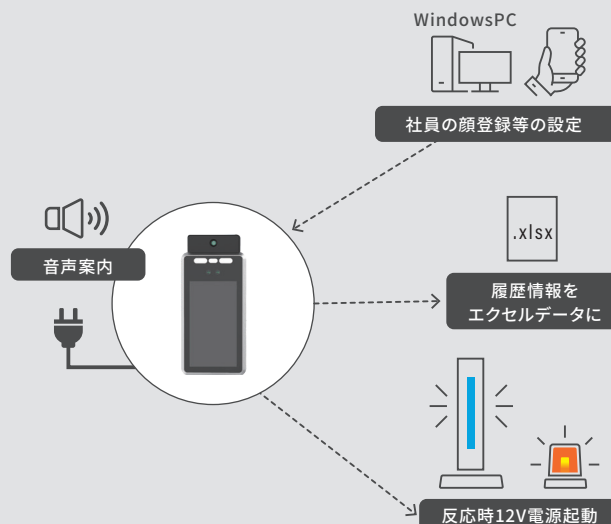 WindowsPC
社員の顔登録等の設定
音声案内
.xlsx
履歴情報を
エクセルデータに
反応時12V電源起動